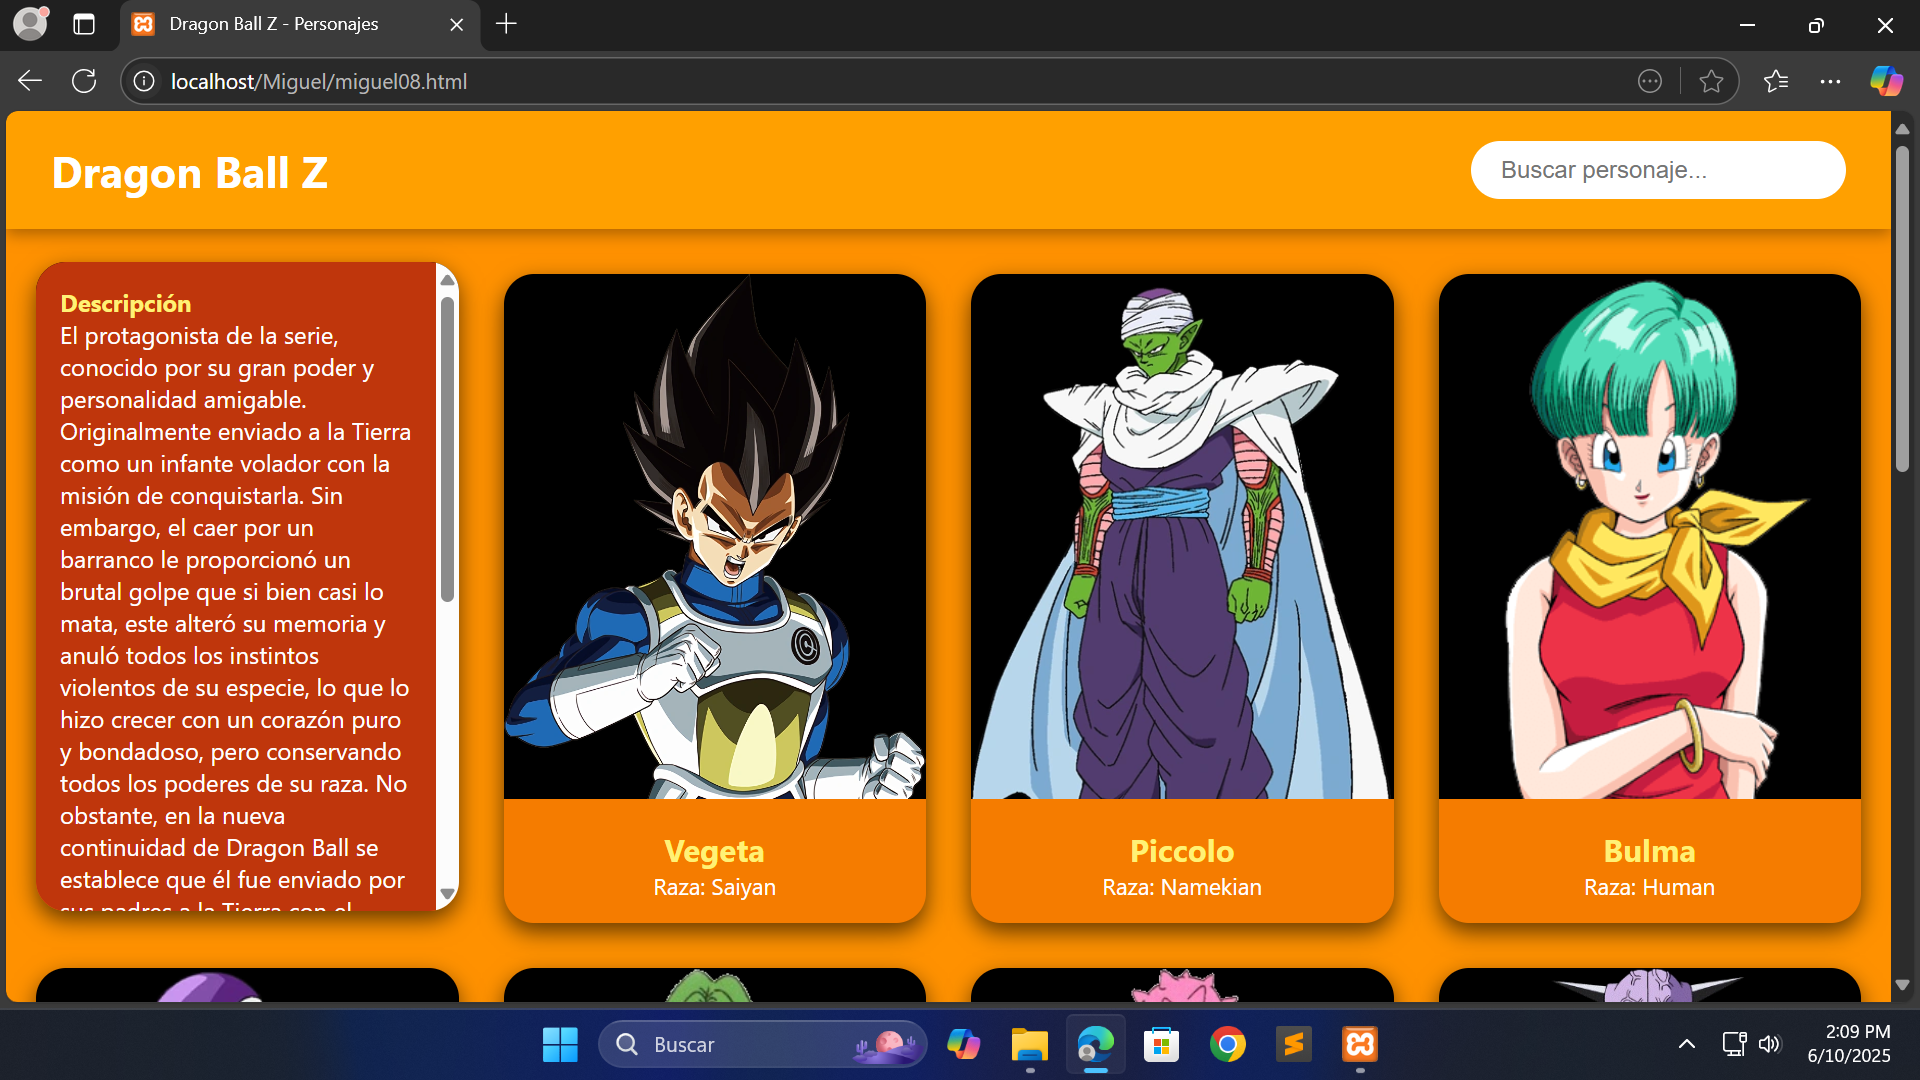 Dragon Ball Z - Personajes
localhost/Miguel/miguel08.html
Dragon Ball Z
Buscar personaje...
Descripción
El protagonista de la serie,
conocido por su gran poder y
personalidad amigable.
Originalmente enviado a la Tierra
como un infante volador con la
misión de conquistarla. Sin
embargo, el caer por un
barranco le proporcionó un
brutal golpe que si bien casi lo
mata, este alteró su memoria y
anuló todos los instintos
violentos de su especie, lo que lo
hizo crecer con un corazón puro
y bondadoso, pero conservando
todos los poderes de su raza. No
obstante, en la nueva
continuidad de Dragon Ball se
establece que él fue enviado por
sus padres a la Tierra con el
Vegeta
Raza: Saiyan
Piccolo
Raza: Namekian
Bulma
Raza: Human
Buscar
2:09 PM
6/10/2025